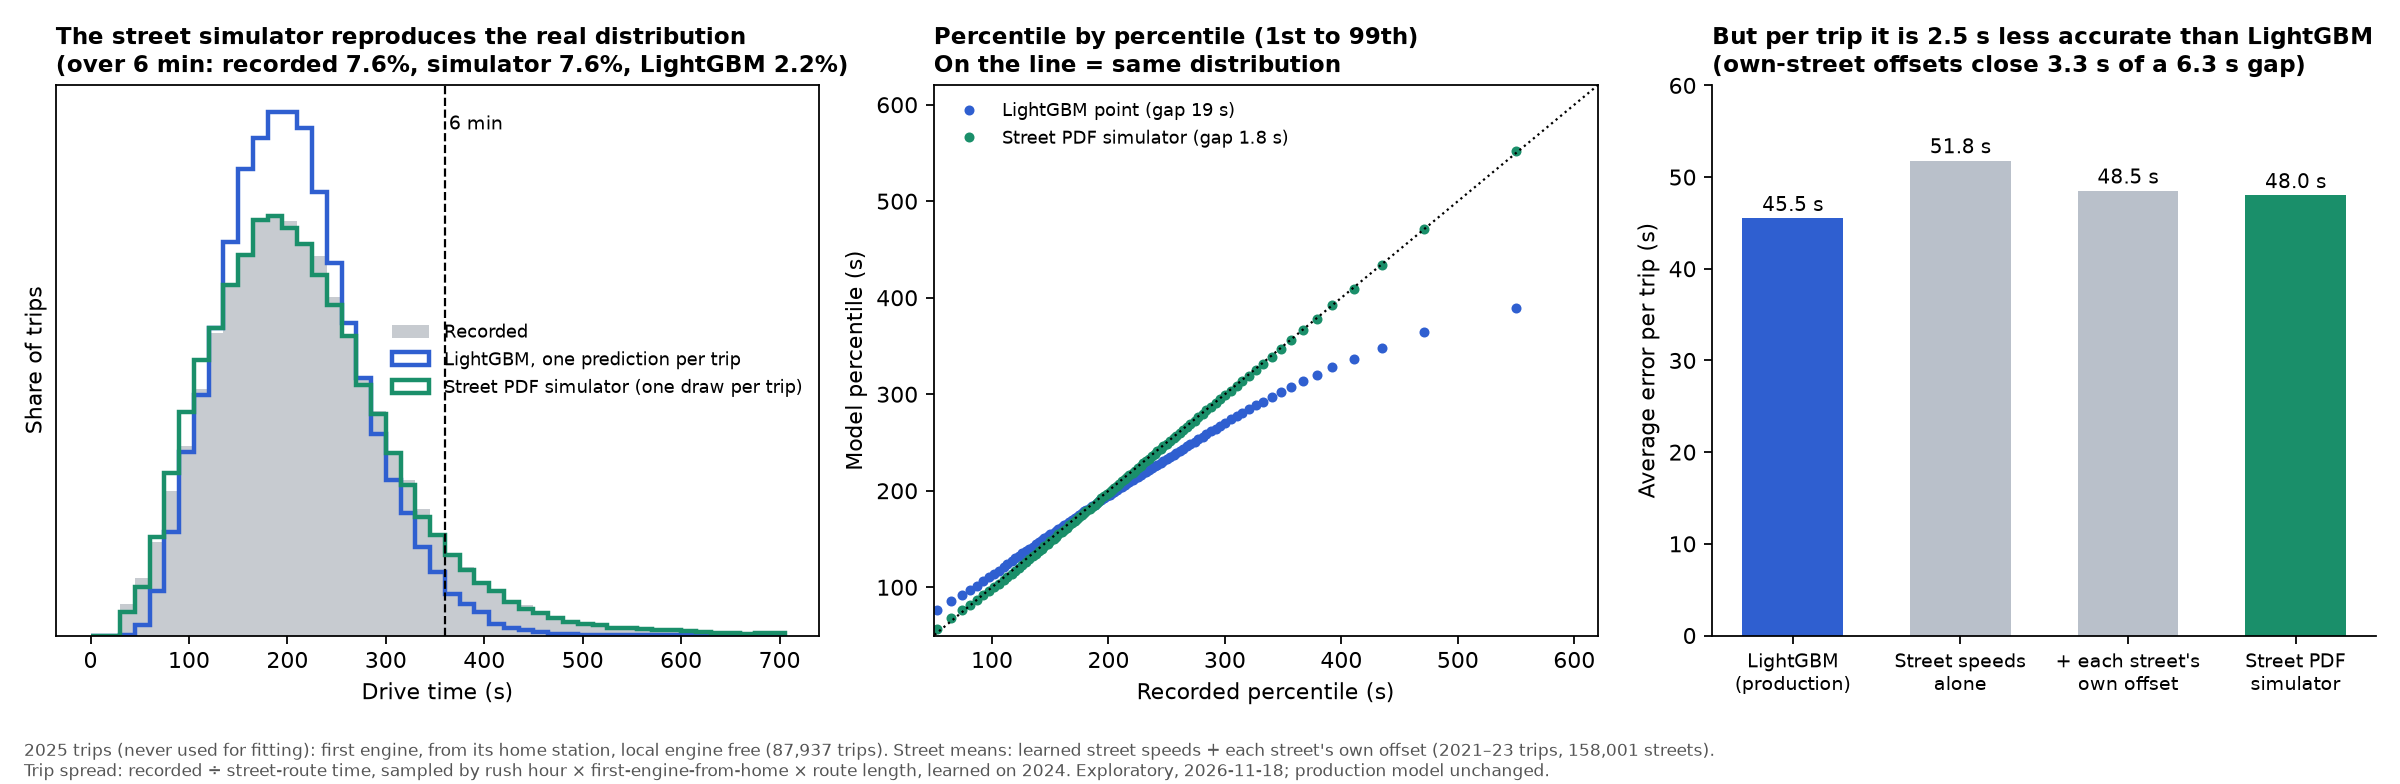 The street simulator reproduces the real distribution
(over 6 min: recorded 7.6%, simulator 7.6%, LightGBM 2.2%)
Share of trips
6 min
Recorded
LightGBM, one prediction per trip
Street PDF simulator (one draw per trip)
0 100 200 300 400 500 600 700
Drive time (s)
Percentile by percentile (1st to 99th)
On the line = same distribution
Model percentile (s)
600
500
400
300
200
100
LightGBM point (gap 19 s)
Street PDF simulator (gap 1.8 s)
100 200 300 400 500 600
Recorded percentile (s)
But per trip it is 2.5 s less accurate than LightGBM
(own-street offsets close 3.3 s of a 6.3 s gap)
Average error per trip (s)
60
50
40
30
20
10
0
45.5 s
51.8 s
48.5 s
48.0 s
LightGBM
(production)
Street speeds
alone
+ each street's
own offset
Street PDF
simulator
2025 trips (never used for fitting): first engine, from its home station, local engine free (87,937 trips). Street means: learned street speeds + each street's own offset (2021–23 trips, 158,001 streets).
Trip spread: recorded ÷ street-route time, sampled by rush hour × first-engine-from-home × route length, learned on 2024. Exploratory, 2026-11-18; production model unchanged.